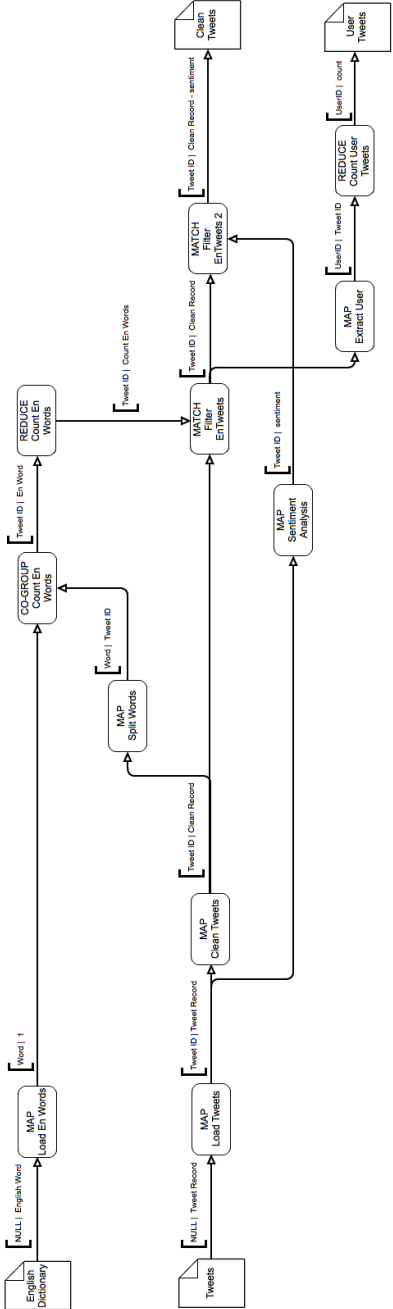 English
Dictionary
NULL | English Word
MAP
Load En Words
Word | 1
CO-GROUP
Count En
Words
Tweet ID | En Word
REDUCE
Count En
Words
Tweet ID | Count En Words
MAP
Split Words
Word | Tweet ID
Tweets
NULL | Tweet Record
MAP
Load Tweets
Tweet ID | Tweet Record
MAP
Clean Tweets
Tweet ID | Clean Record
MATCH
Filter
EnTweets
Tweet ID | Clean Record
MATCH
Filter
EnTweets 2
Tweet ID | Clean Record - sentiment
Clean
Tweets
MAP
Sentiment
Analysis
Tweet ID | sentiment
MAP
Extract User
UserID | Tweet ID
REDUCE
Count User
Tweets
UserID | count
User
Tweets